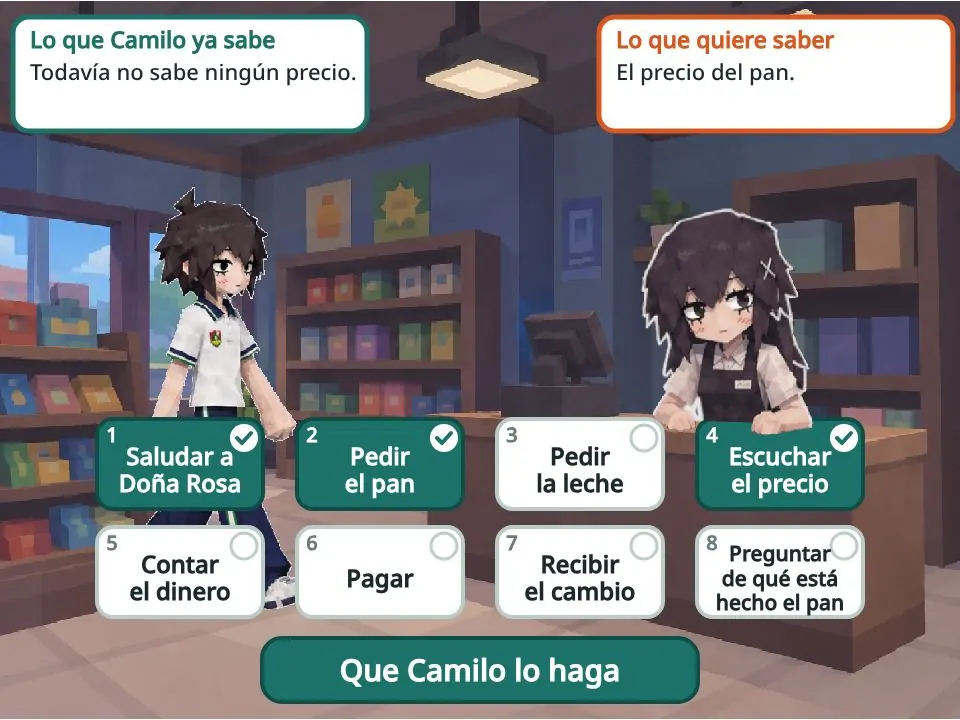 Lo que Camilo ya sabe
Todavía no sabe ningún precio.
Lo que quiere saber
El precio del pan.
1
Saludar a
Doña Rosa
2
Pedir
el pan
3
Pedir
la leche
4
Escuchar
el precio
5
Contar
el dinero
6
Pagar
7
Recibir
el cambio
8
Preguntar
de qué está
hecho el pan
Que Camilo lo haga